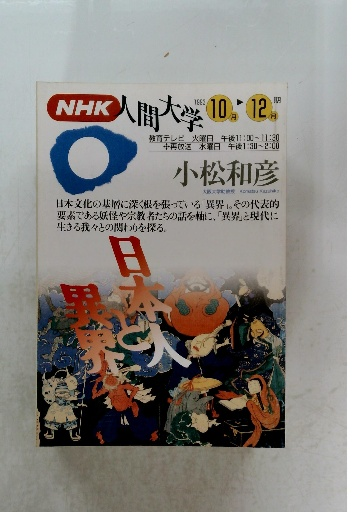 NHK人間大学 1993 10月▶12月期
教育テレビ 火曜日 午後11:00〜11:30
再放送 水曜日 午後1:30〜2:00
小松和彦
日本文化の基層に深く根を張っている「異界」。その代表的
要素である妖怪や宗教者たちの話を軸に、「異界」と現代に
生きる我々との関わりを探る。
日本人と
異界